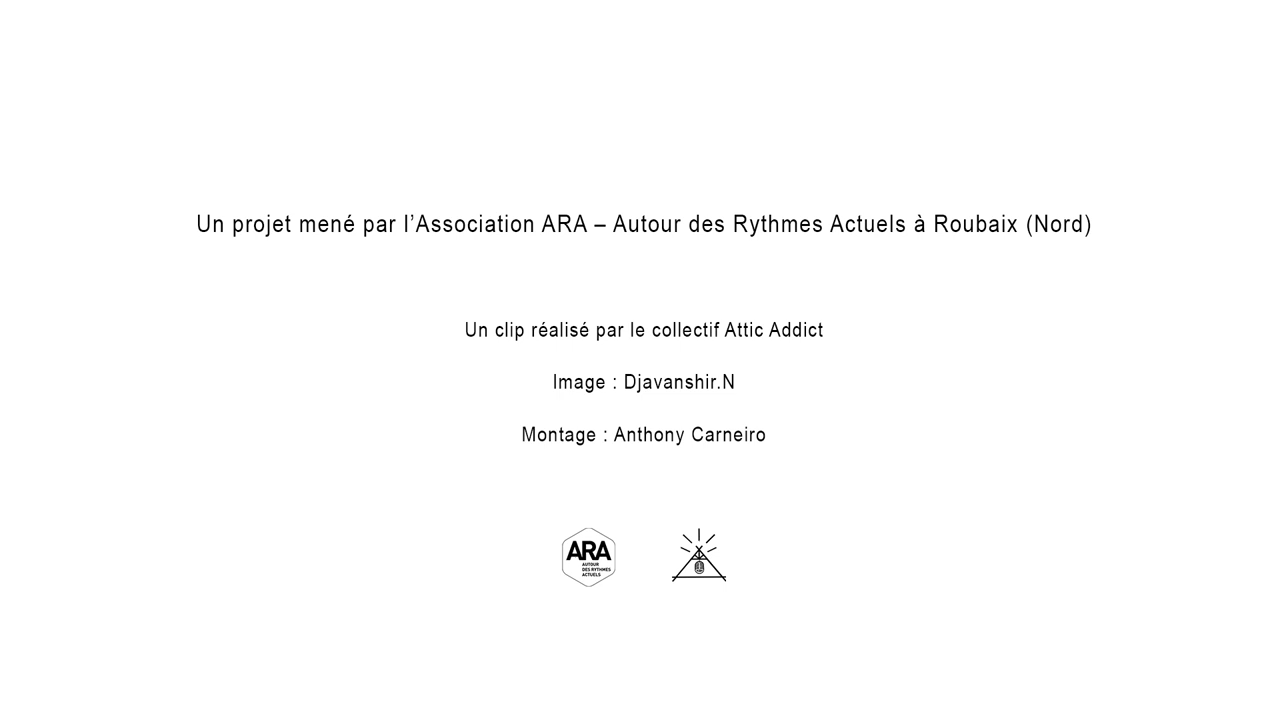 Un projet mené par l’Association ARA – Autour des Rythmes Actuels à Roubaix (Nord)
Un clip réalisé par le collectif Attic Addict
Image : Djavanshir.N
Montage : Anthony Carneiro
ARA
AUTOUR
DES RYTHMES
ACTUELS